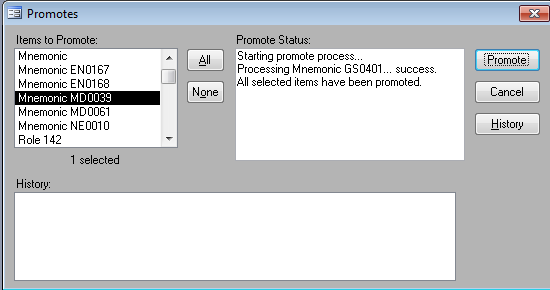 Promotes
Items to Promote:
Mnemonic
Mnemonic EN0167
Mnemonic EN0168
Mnemonic MD0039
Mnemonic MD0061
Mnemonic NE0010
Role 142
1 selected
All
None
Promote Status:
Starting promote process...
Processing Mnemonic GS0401... success.
All selected items have been promoted.
Promote
Cancel
History
History: